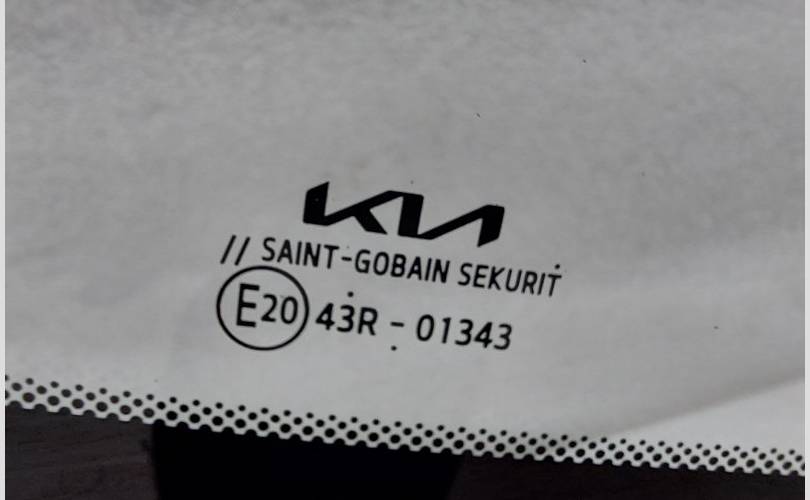 KIA
// SAINT-GOBAIN SEKURIT
E20 43R - 01343